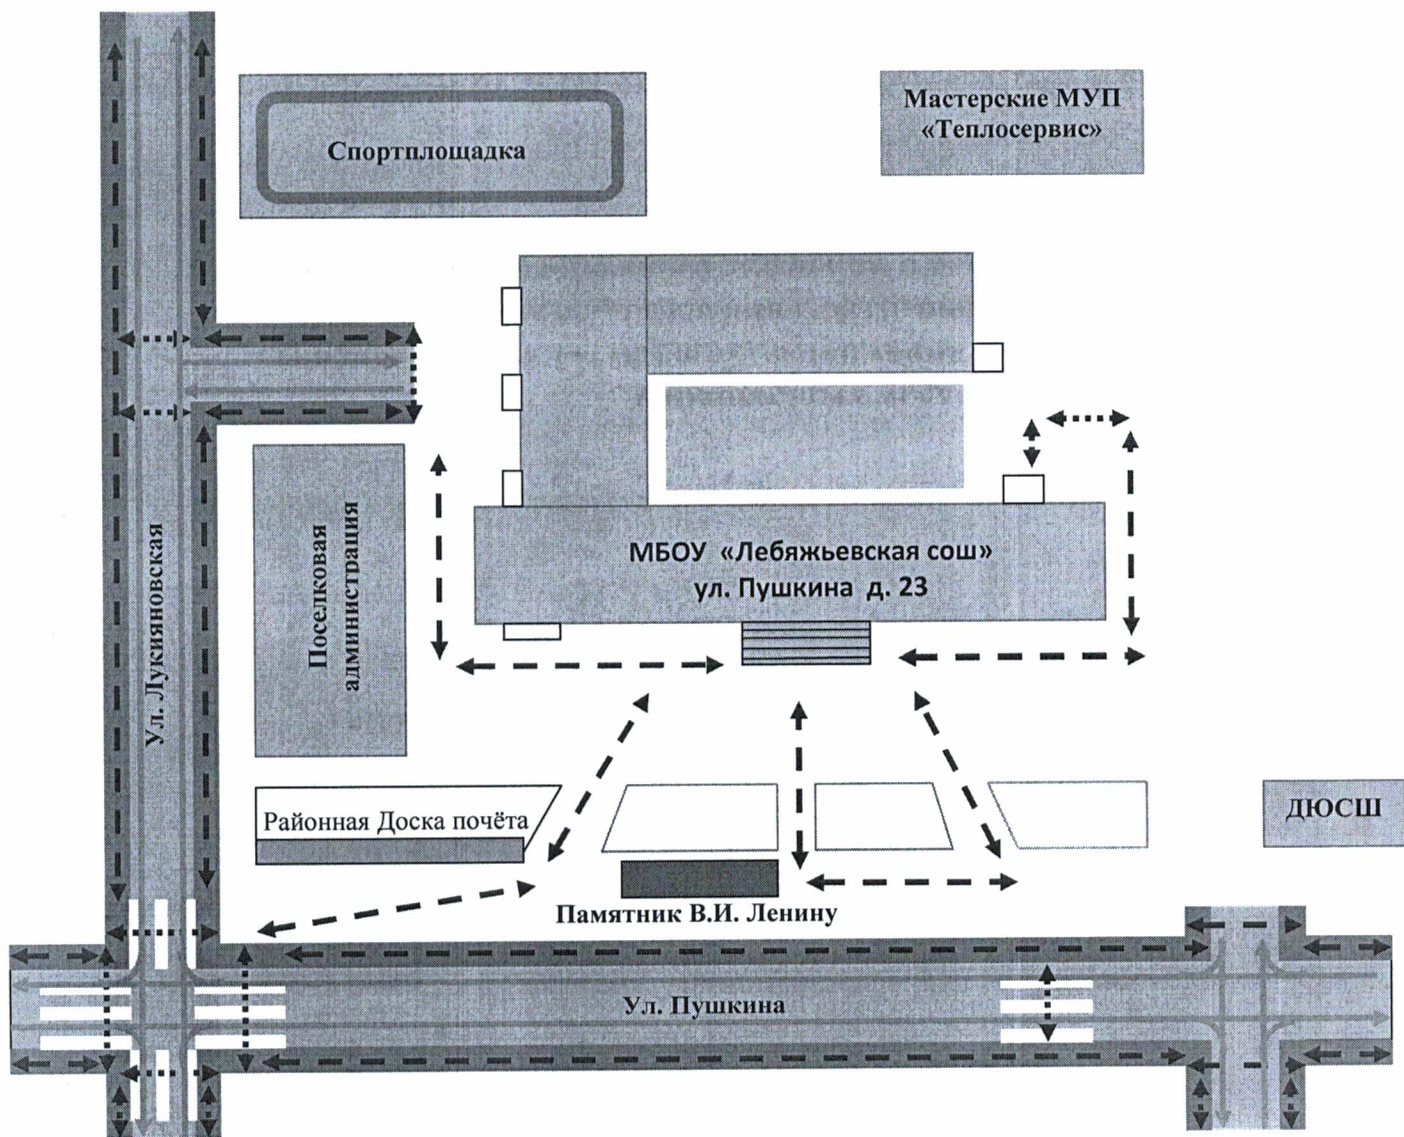 Мастерские МУП
«Теплосервис»
Спортплощадка
МБОУ «Лебяжьевская сош»
ул. Пушкина д. 23
Поселковая
администрация
Ул. Лукияновская
Районная Доска почёта
ДЮСШ
Памятник В.И. Ленину
Ул. Пушкина